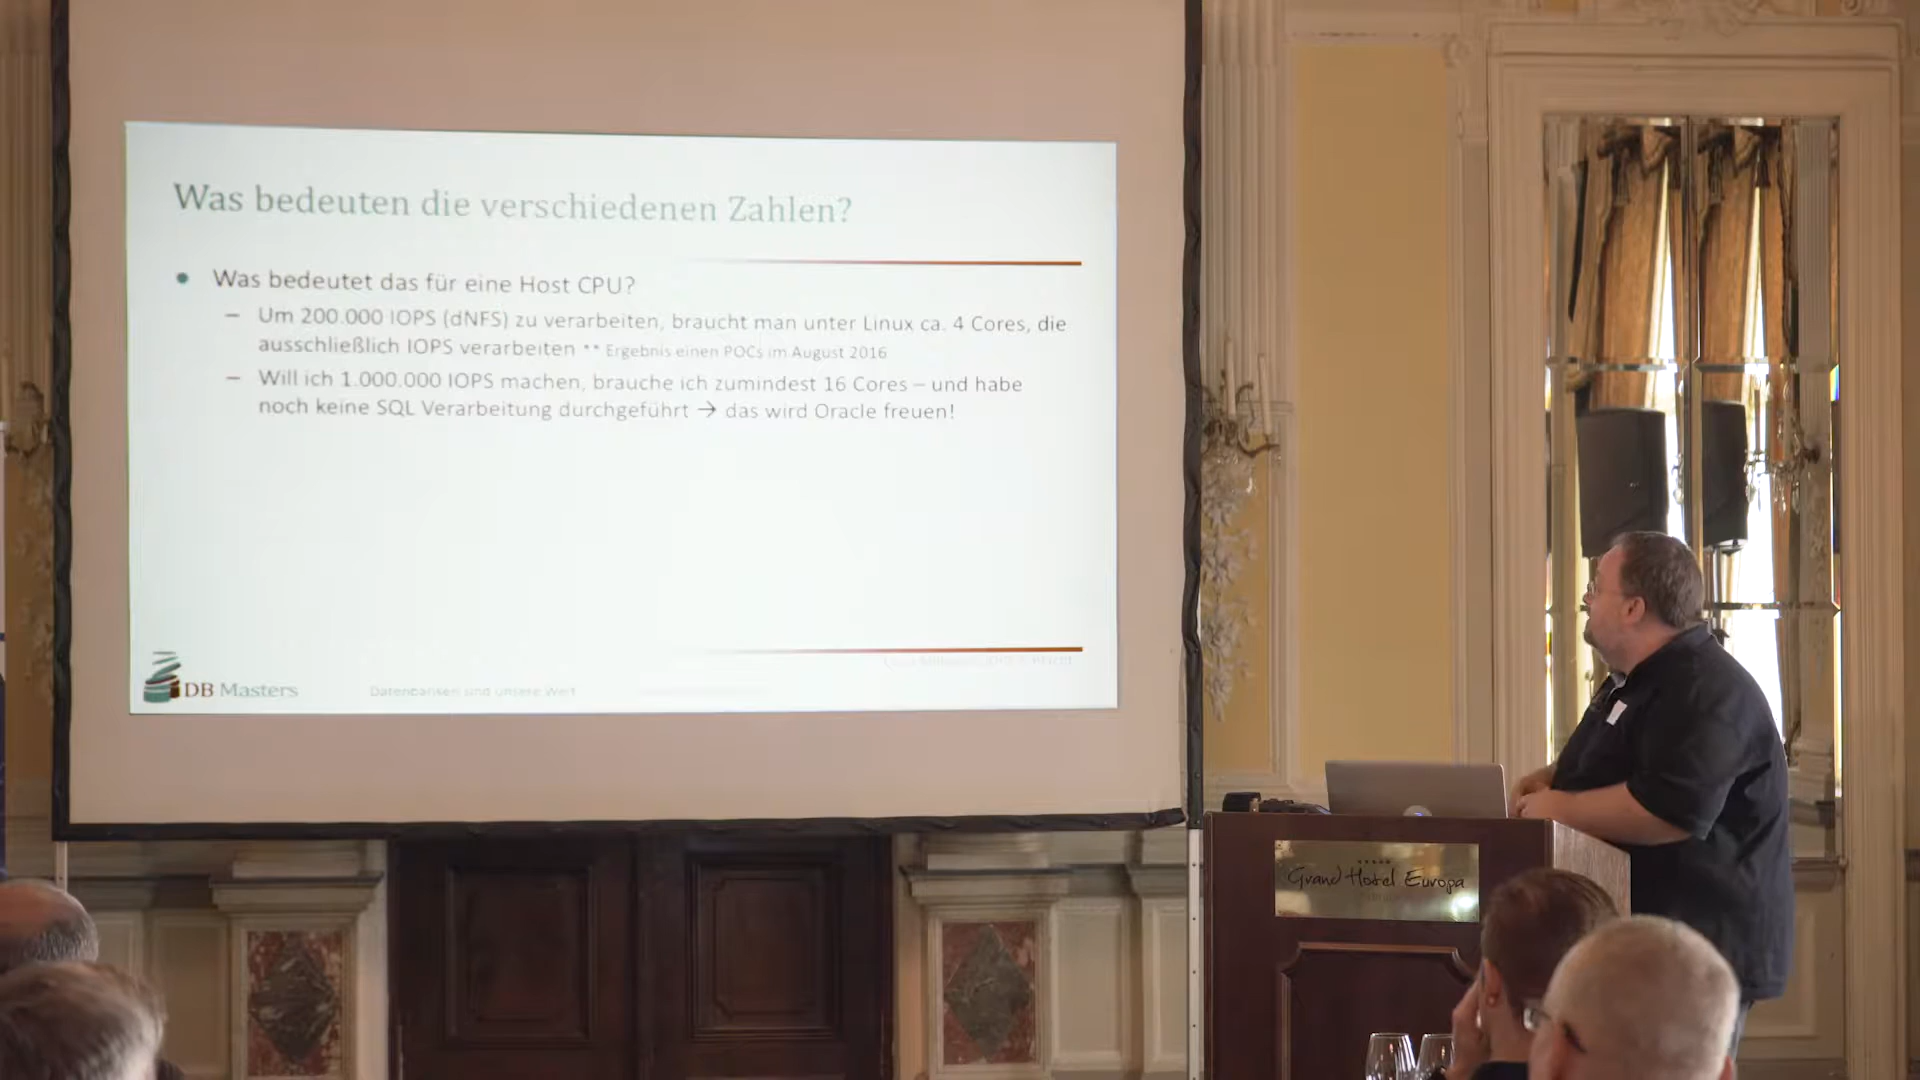 Was bedeuten die verschiedenen Zahlen?
Was bedeutet das für eine Host CPU?
– Um 200.000 IOPS (dNFS) zu verarbeiten, braucht man unter Linux ca. 4 Cores, die
ausschließlich IOPS verarbeiten ** Ergebnis einen POCs im August 2016
– Will ich 1.000.000 IOPS machen, brauche ich zumindest 16 Cores – und habe
noch keine SQL Verarbeitung durchgeführt → das wird Oracle freuen!
DB Masters
Datenbanken sind unsere Welt
Grand Hotel Europa